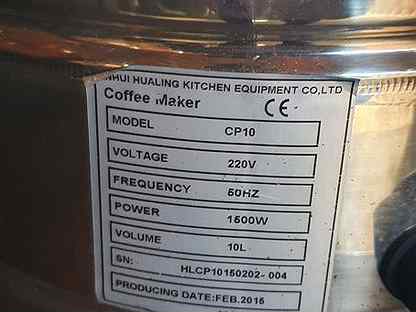 NHUI HUALING KITCHEN EQUIPMENT CO,LTD
Coffee Maker CE
MODEL CP10
VOLTAGE 220V
FREQUENCY 50HZ
POWER 1500W
VOLUME 10L
SN: HLCP10150202-004
PRODUCING DATE:FEB.2015